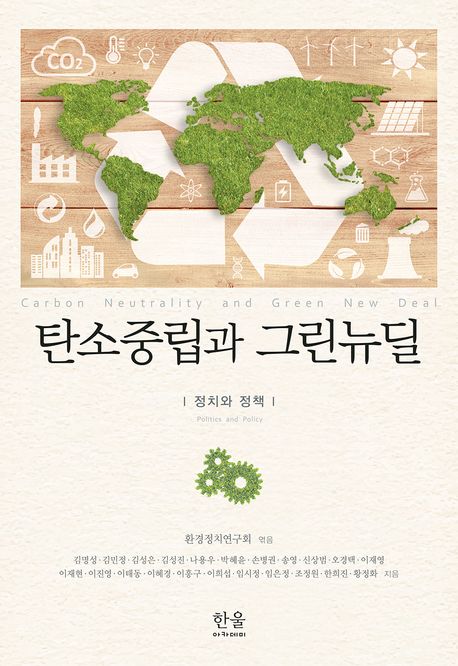 CO2
Carbon Neutrality and Green New Deal
탄소중립과 그린뉴딜
| 정치와 정책 |
Politics and Policy
환경정치연구회 엮음
김명성·김민정·김성은·김성진·나용우·박혜윤·손병권·송영·신상범·오경택·이재영
이재현·이진영·이태동·이혜경·이흥구·이희섭·임시정·임은정·조정원·한희진·황정화 지음
한울
아카데미